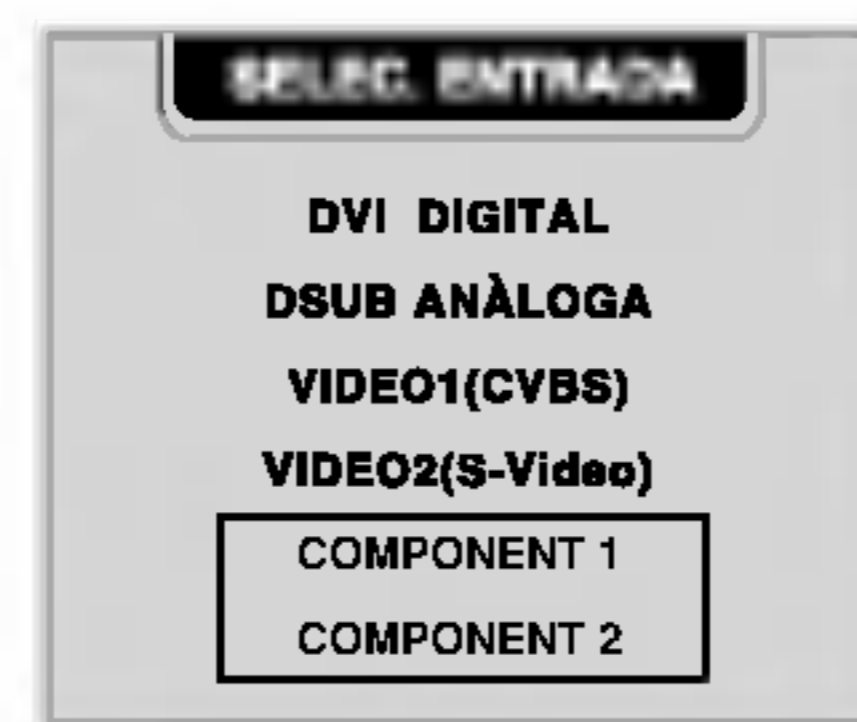 SELEC. ENTRADA
DVI DIGITAL
DSUB ANÀLOGA
VIDEO1(CVBS)
VIDEO2(S-Video)
COMPONENT 1
COMPONENT 2